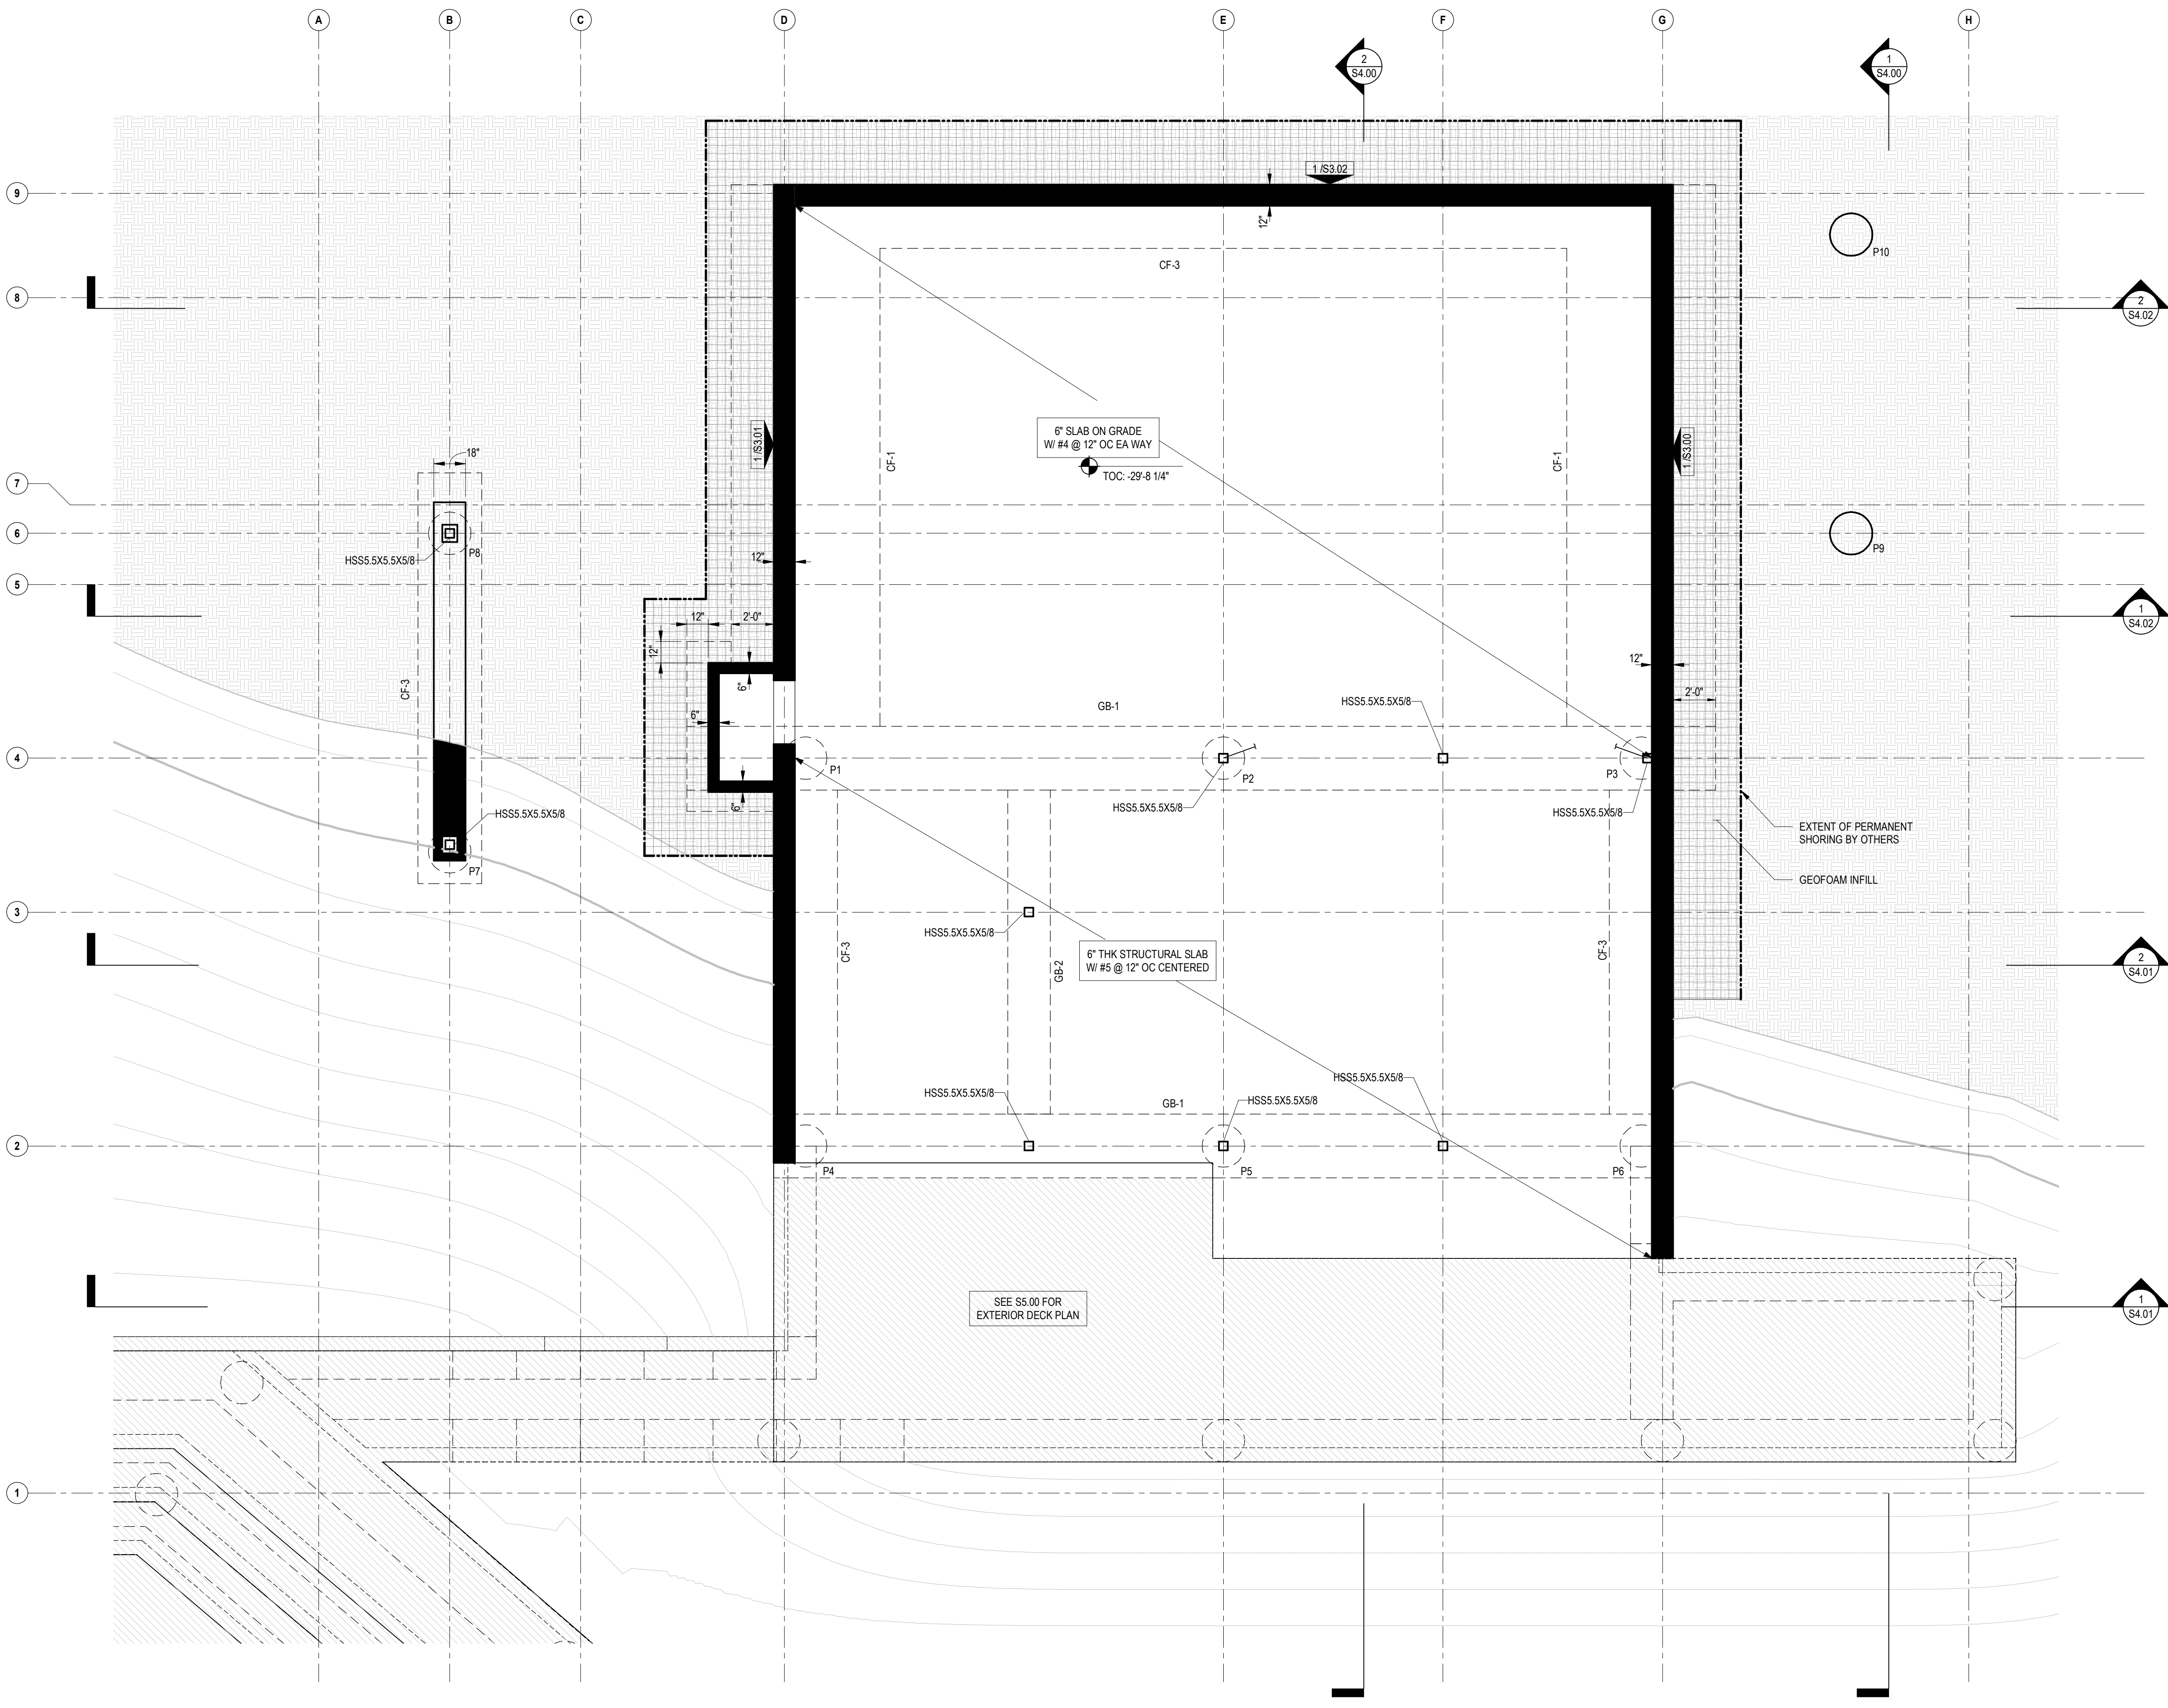 A
B
C
D
E
F
G
H
2
S4.00
1
S4.00
1 /S3.02
9
12"
P10
CF-3
8
2
S4.02
6" SLAB ON GRADE
W/ #4 @ 12" OC EA WAY
1 /S3.01
1 /S3.00
18"
CF-1
CF-1
TOC: -29'-8 1/4"
7
6
P8
P9
HSS5.5X5.5X5/8
12"
5
12"
2'-0"
1
S4.02
12"
12"
6"
CF-3
2'-0"
6"
GB-1
HSS5.5X5.5X5/8
4
P1
P2
P3
6"
HSS5.5X5.5X5/8
HSS5.5X5.5X5/8
HSS5.5X5.5X5/8
EXTENT OF PERMANENT
SHORING BY OTHERS
P7
GEOFOAM INFILL
3
HSS5.5X5.5X5/8
CF-3
CF-3
6" THK STRUCTURAL SLAB
W/ #5 @ 12" OC CENTERED
GB-2
2
S4.01
HSS5.5X5.5X5/8
HSS5.5X5.5X5/8
HSS5.5X5.5X5/8
GB-1
2
P4
P5
P6
SEE S5.00 FOR
EXTERIOR DECK PLAN
1
S4.01
1